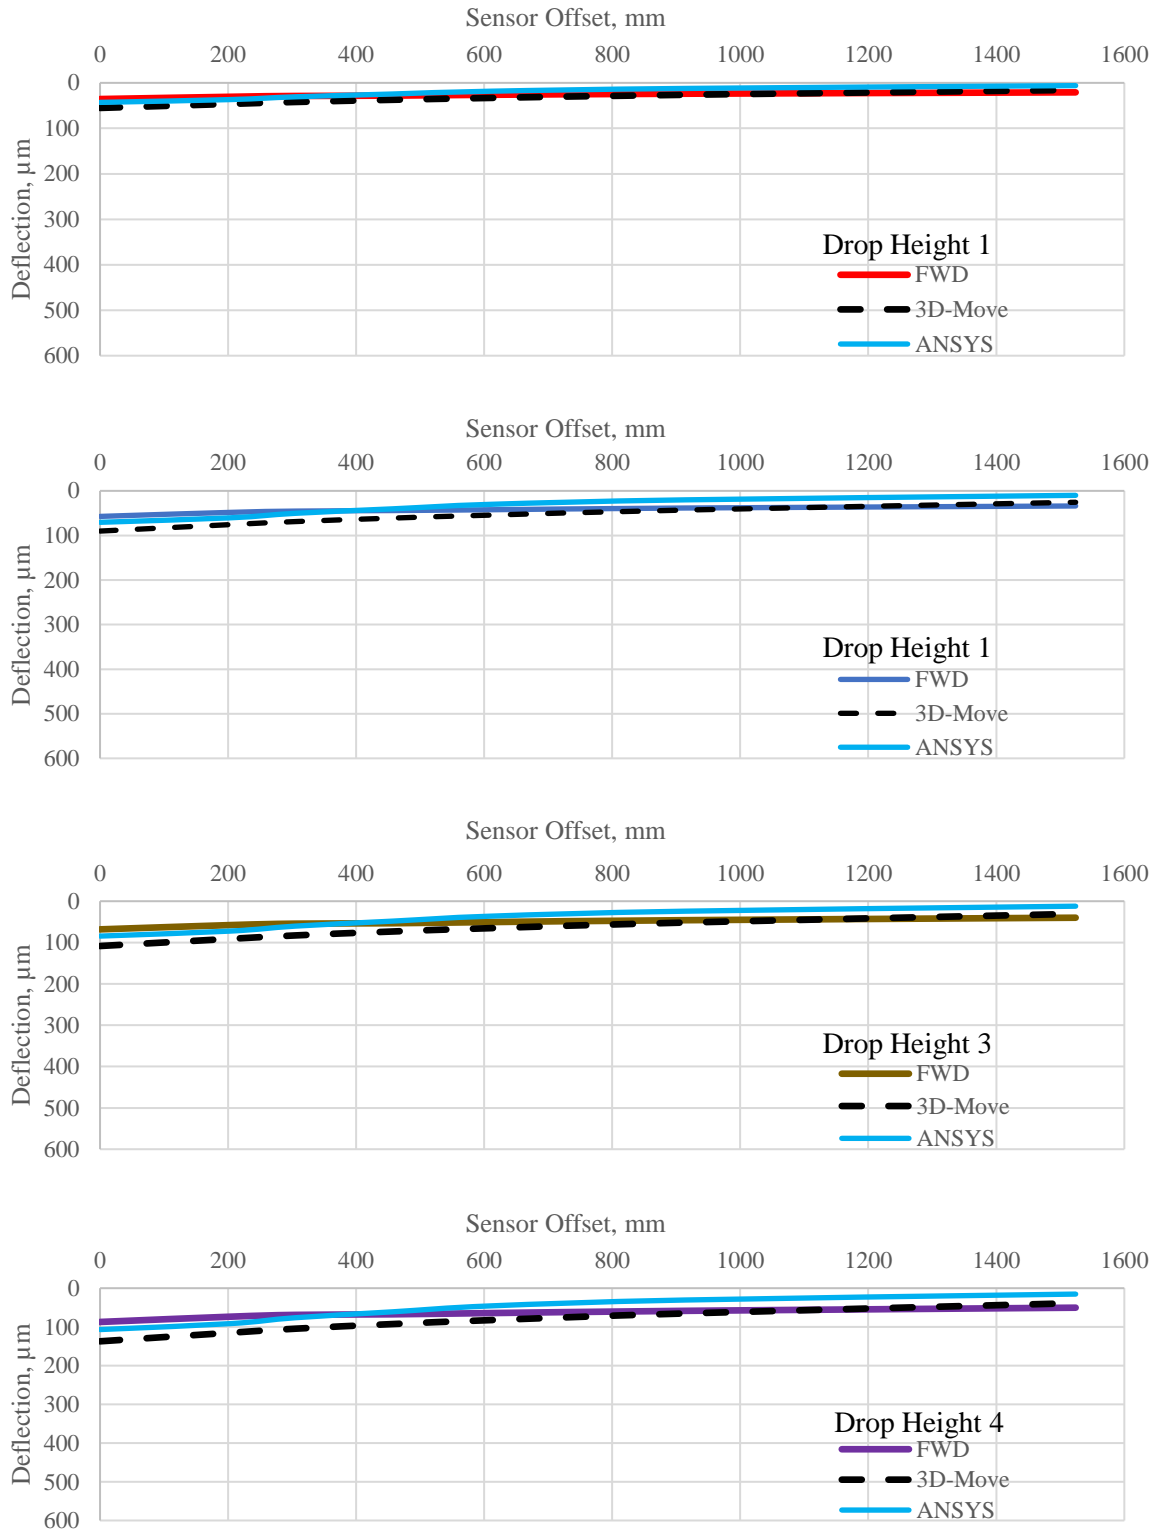 Sensor Offset, mm
0 200 400 600 800 1000 1200 1400 1600
0
100
200
300
400
500
600
Deflection, µm
Drop Height 1
FWD
3D-Move
ANSYS
Sensor Offset, mm
0 200 400 600 800 1000 1200 1400 1600
0
100
200
300
400
500
600
Deflection, µm
Drop Height 1
FWD
3D-Move
ANSYS
Sensor Offset, mm
0 200 400 600 800 1000 1200 1400 1600
0
100
200
300
400
500
600
Deflection, µm
Drop Height 3
FWD
3D-Move
ANSYS
Sensor Offset, mm
0 200 400 600 800 1000 1200 1400 1600
0
100
200
300
400
500
600
Deflection, µm
Drop Height 4
FWD
3D-Move
ANSYS